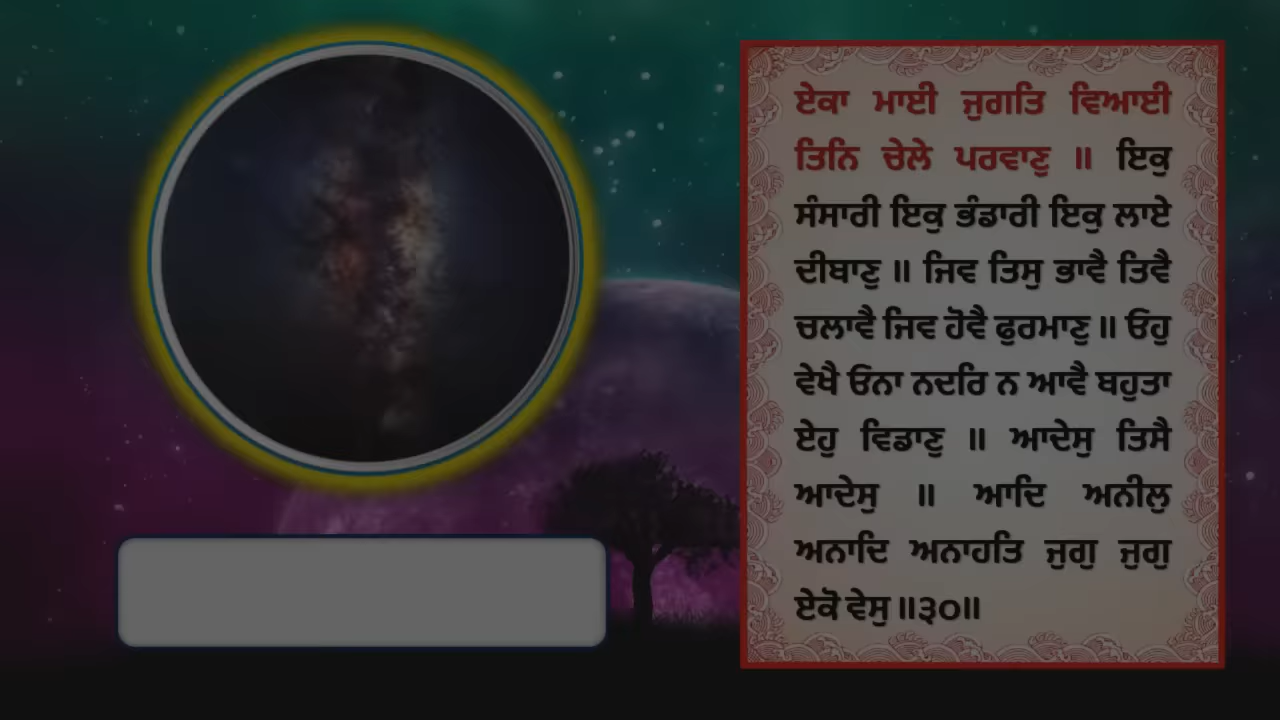 ਏਕਾ ਮਾਈ ਜੁਗਤਿ ਵਿਆਈ
ਤਿਨਿ ਚੇਲੇ ਪਰਵਾਣੁ ॥ ਇਕੁ
ਸੰਸਾਰੀ ਇਕੁ ਭੰਡਾਰੀ ਇਕੁ ਲਾਏ
ਦੀਬਾਣੁ ॥ ਜਿਵ ਤਿਸੁ ਭਾਵੈ ਤਿਵੈ
ਚਲਾਵੈ ਜਿਵ ਹੋਵੈ ਫੁਰਮਾਣੁ ॥ ਓਹੁ
ਵੇਖੈ ਓਨਾ ਨਦਰਿ ਨ ਆਵੈ ਬਹੁਤਾ
ਏਹੁ ਵਿਡਾਣੁ ॥ ਆਦੇਸੁ ਤਿਸੈ
ਆਦੇਸੁ ॥ ਆਦਿ ਅਨੀਲੁ
ਅਨਾਦਿ ਅਨਾਹਤਿ ਜੁਗੁ ਜੁਗੁ
ਏਕੋ ਵੇਸੁ ॥੩੦॥